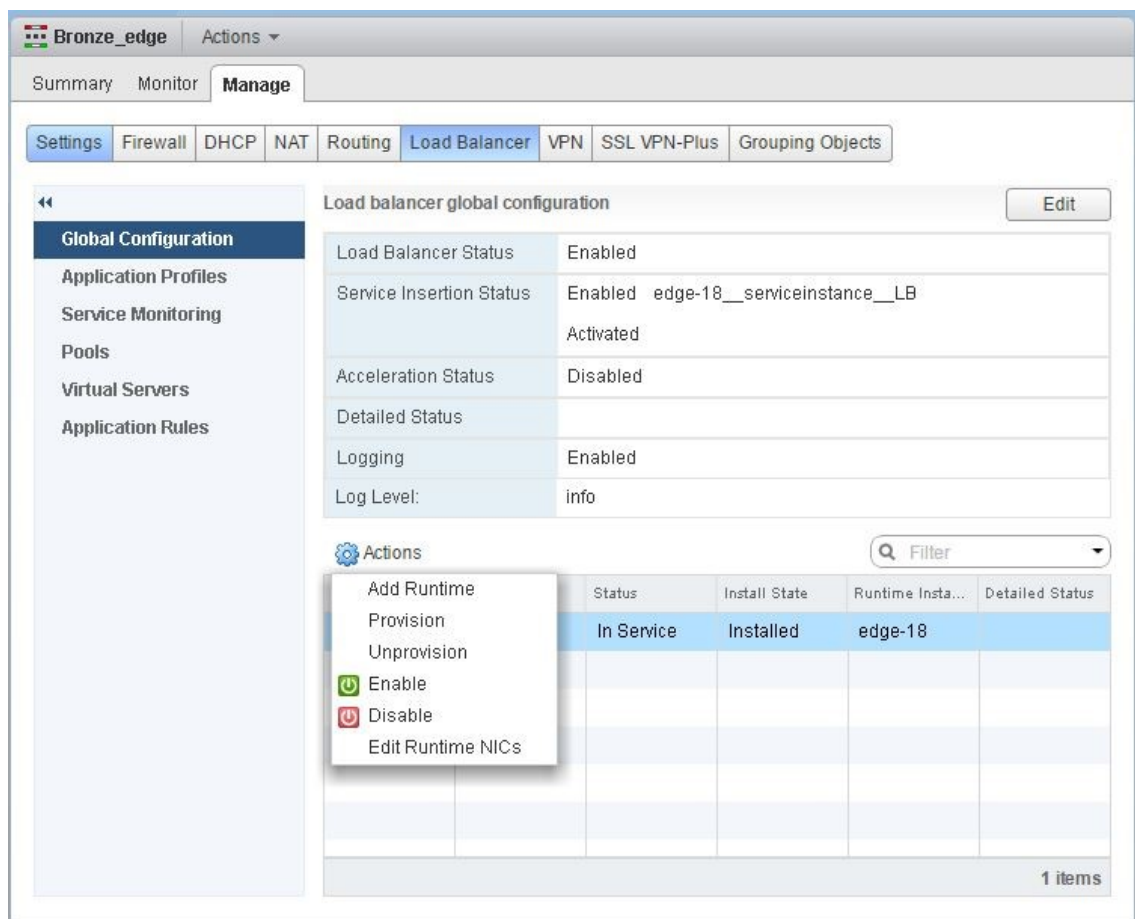 Bronze_edge Actions
Summary Monitor Manage
Settings Firewall DHCP NAT Routing Load Balancer VPN SSL VPN-Plus Grouping Objects
Global Configuration
Application Profiles
Service Monitoring
Pools
Virtual Servers
Application Rules
Load balancer global configuration Edit
Load Balancer Status Enabled
Service Insertion Status Enabled edge-18__serviceinstance__LB
Activated
Acceleration Status Disabled
Detailed Status
Logging Enabled
Log Level: info
Actions Filter
Add Runtime
Provision
Unprovision
Enable
Disable
Edit Runtime NICs
Status Install State Runtime Insta... Detailed Status
In Service Installed edge-18
1 items